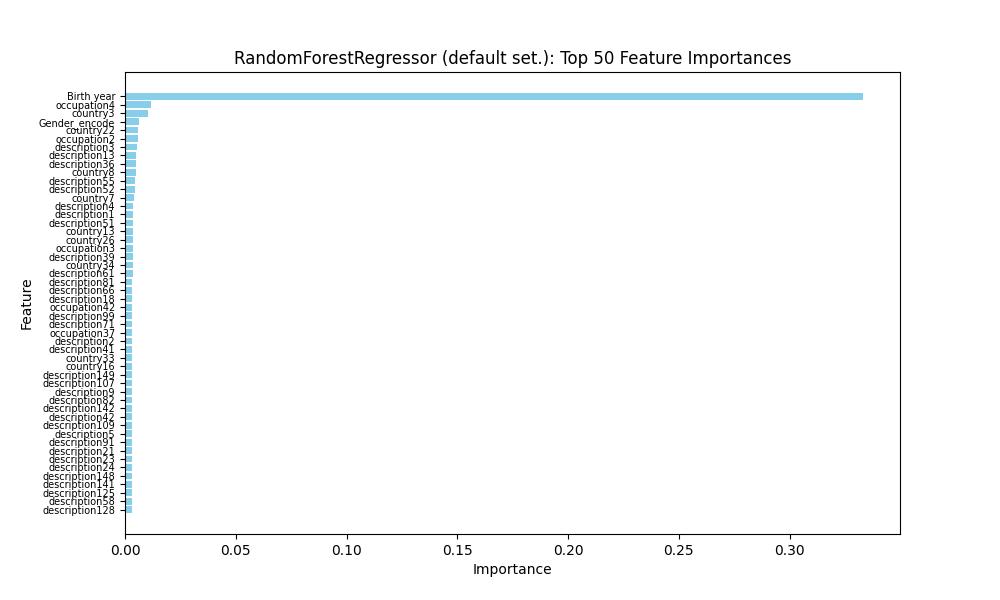 RandomForestRegressor (default set.): Top 50 Feature Importances
Birth year
occupation4
country3
Gender_encode
country22
occupation2
description3
description13
description36
country8
description55
description52
country7
description4
description1
description51
country13
country26
occupation3
description39
country34
description61
description81
description66
description18
occupation42
description99
description71
occupation37
description2
description41
country33
country16
description149
description107
description9
description82
description142
description42
description109
description5
description91
description21
description23
description24
description148
description141
description125
description58
description128
Feature
0.00 0.05 0.10 0.15 0.20 0.25 0.30
Importance